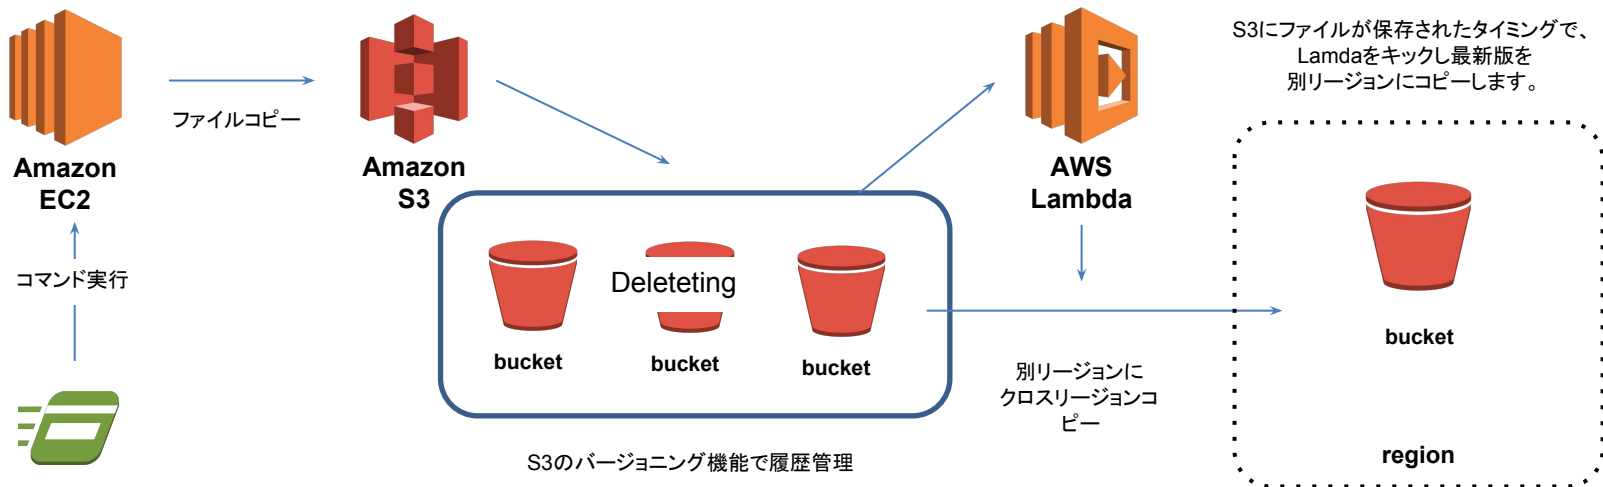 S3にファイルが保存されたタイミングで、
Lamdaをキックし最新版を
別リージョンにコピーします。
ファイルコピー
Amazon
EC2
Amazon
S3
AWS
Lambda
コマンド実行
Deleteting
bucket
bucket
bucket
bucket
別リージョンに
クロスリージョンコ
ピー
S3のバージョニング機能で履歴管理
region